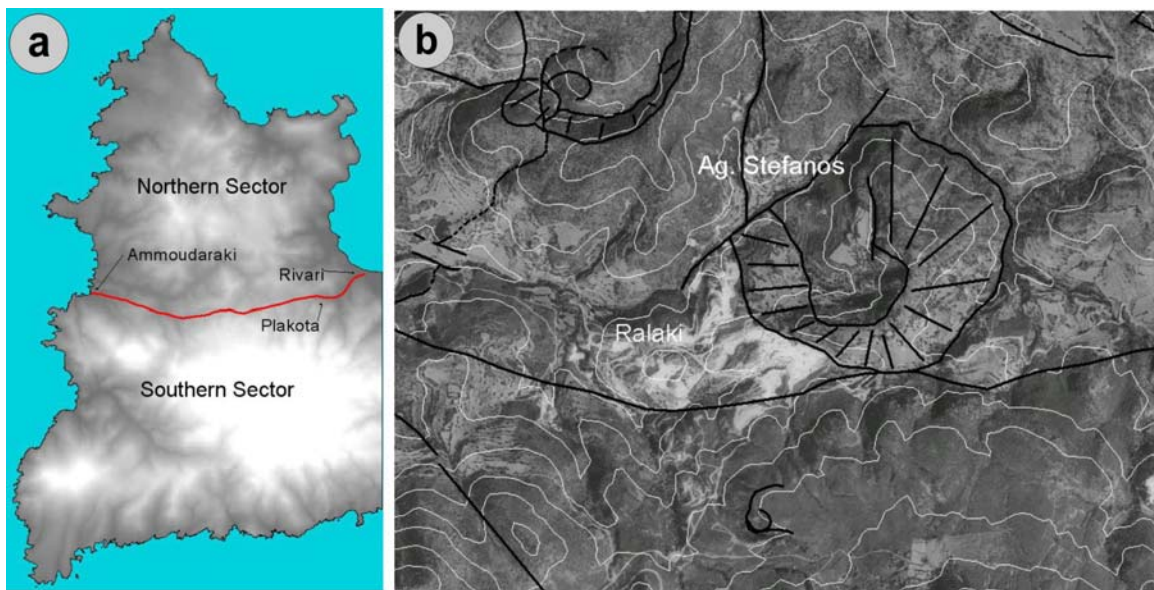 a
Northern Sector
Ammoudaraki
Rivari
Plakota
Southern Sector
b
Ag. Stefanos
Ralaki